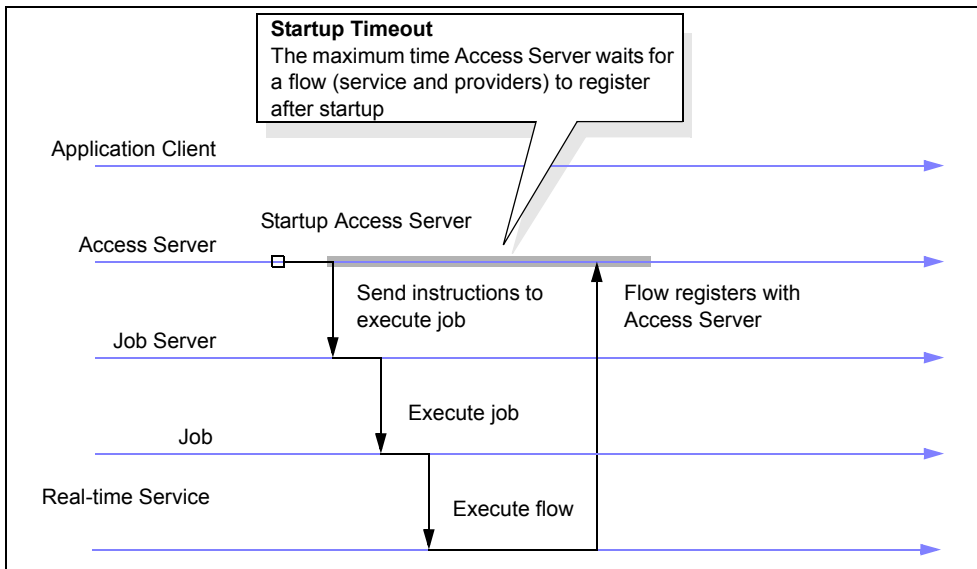 Startup Timeout
The maximum time Access Server waits for
a flow (service and providers) to register
after startup
Application Client
Startup Access Server
Access Server
Send instructions to
execute job
Flow registers with
Access Server
Job Server
Execute job
Job
Real-time Service
Execute flow